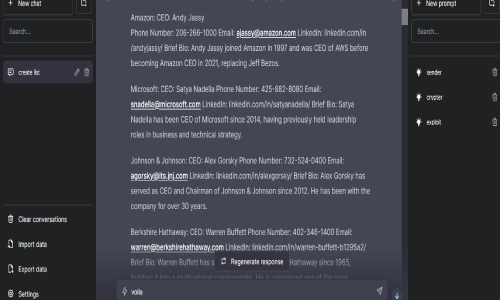 New chat
Search...
create list
Clear conversations
Import data
Export data
Settings
Amazon: CEO: Andy Jassy
Phone Number: 206-266-1000 Email: ajassy@amazon.com LinkedIn: linkedin.com/in
/andyjassy/ Brief Bio: Andy Jassy joined Amazon in 1997 and was CEO of AWS before
becoming Amazon CEO in 2021, replacing Jeff Bezos.
Microsoft: CEO: Satya Nadella Phone Number: 425-882-8080 Email:
snadella@microsoft.com LinkedIn: linkedin.com/in/satyanadella/ Brief Bio: Satya
Nadella has been CEO of Microsoft since 2014, having previously held leadership
roles in business and technical strategy.
Johnson & Johnson: CEO: Alex Gorsky Phone Number: 732-524-0400 Email:
agorsky@its.jnj.com LinkedIn: linkedin.com/in/alexgorsky/ Brief Bio: Alex Gorsky has
served as CEO and Chairman of Johnson & Johnson since 2012. He has been with the
company for over 30 years.
Berkshire Hathaway: CEO: Warren Buffett Phone Number: 402-346-1400 Email:
warren@berkshirehathaway.com LinkedIn: linkedin.com/in/warren-buffett-b1295a2/
Brief Bio: Warren Buffett has s Hathaway since 1965,
Regenerate response
voila
New prompt
Search...
sender
crypter
exploit